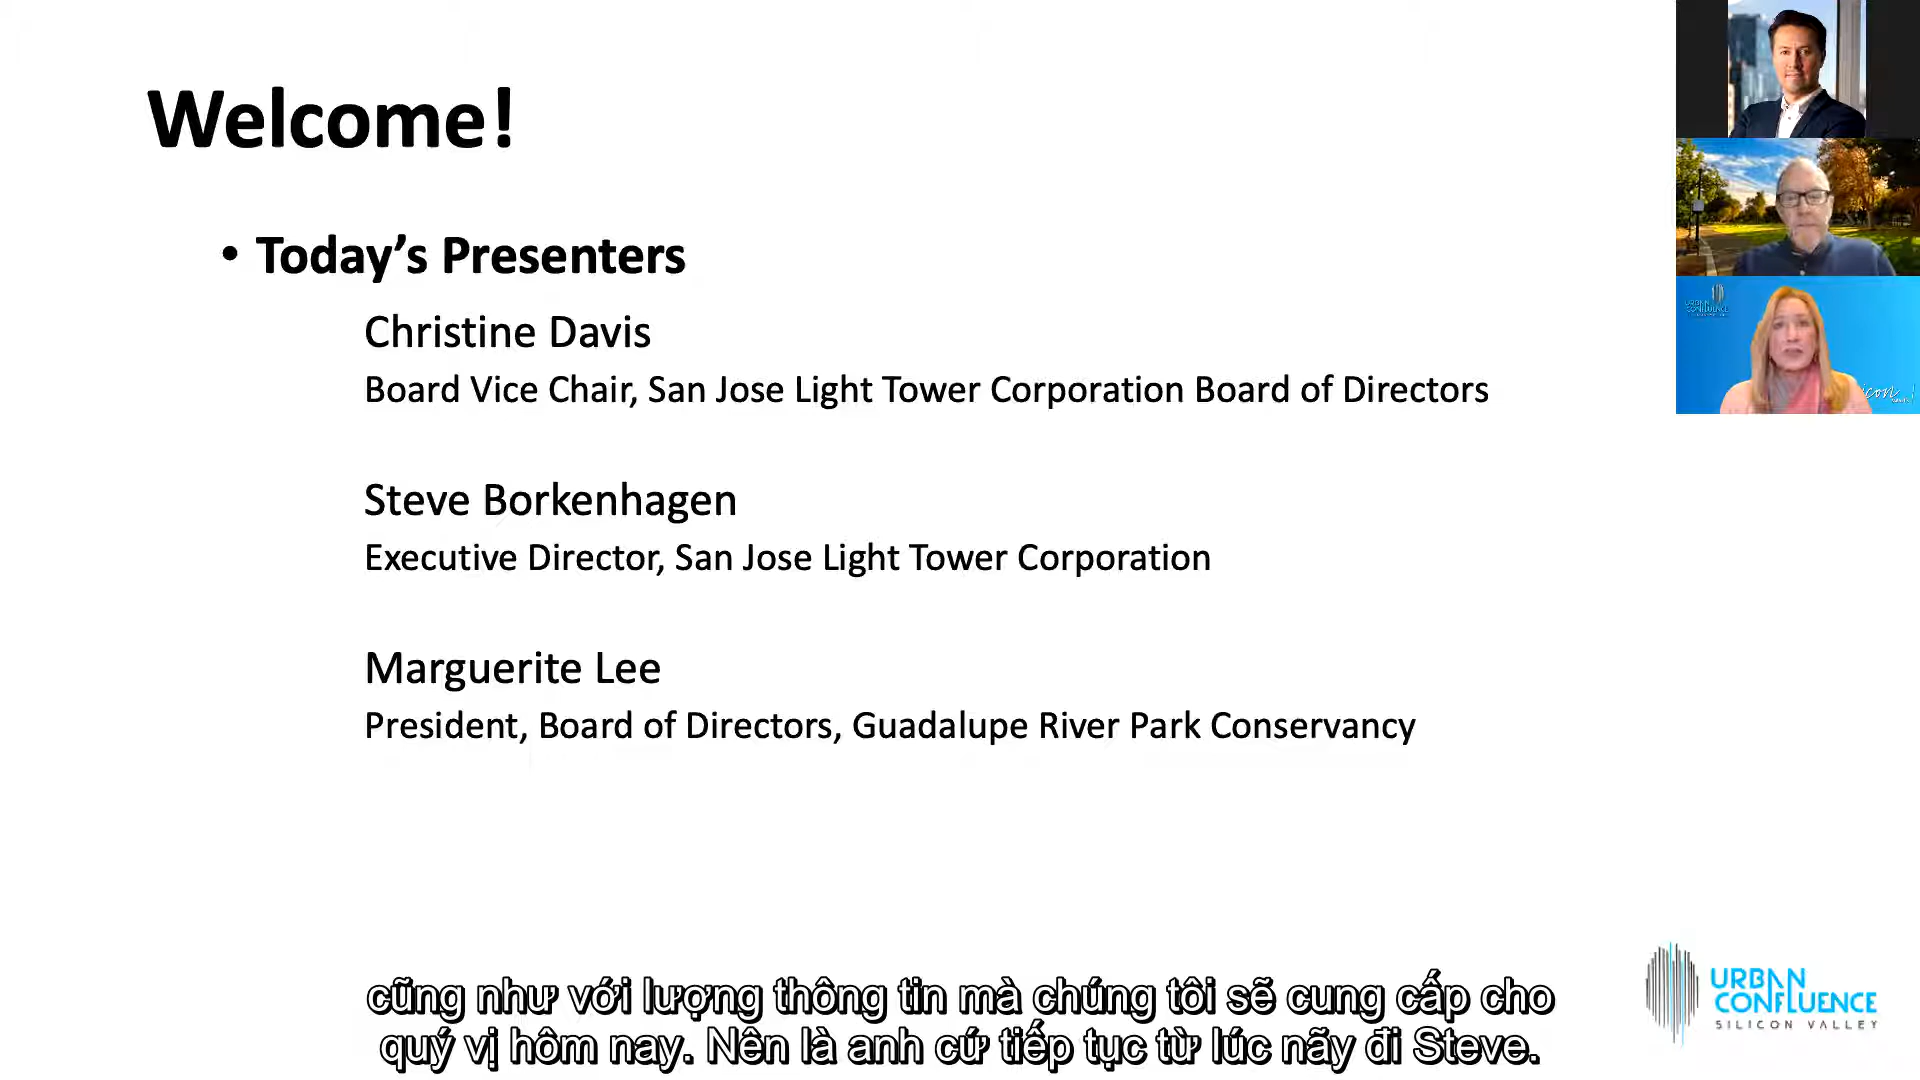 Welcome!
• Today’s Presenters
Christine Davis
Board Vice Chair, San Jose Light Tower Corporation Board of Directors
Steve Borkenhagen
Executive Director, San Jose Light Tower Corporation
Marguerite Lee
President, Board of Directors, Guadalupe River Park Conservancy
URBAN
CONFLUENCE
cũng như với lượng thông tin mà chúng tôi sẽ cung cấp cho
quý vị hôm nay. Nên là anh cứ tiếp tục từ lúc nãy đi Steve.
URBAN
CONFLUENCE
SILICON VALLEY